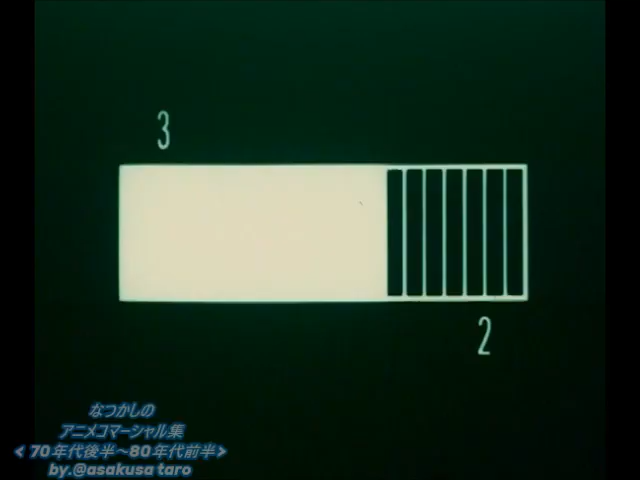 3
2
なつかしの
アニメコマーシャル集
< 70年代後半~80年代前半>
by.@asakusa taro